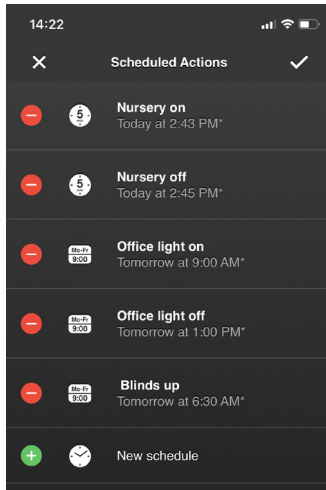 14:22
Scheduled Actions
5
Nursery on
Today at 2:43 PM*
5
Nursery off
Today at 2:45 PM*
Mo-Fr
9:00
Office light on
Tomorrow at 9:00 AM*
Mo-Fr
9:00
Office light off
Tomorrow at 1:00 PM*
Mo-Fr
9:00
Blinds up
Tomorrow at 6:30 AM*
New schedule